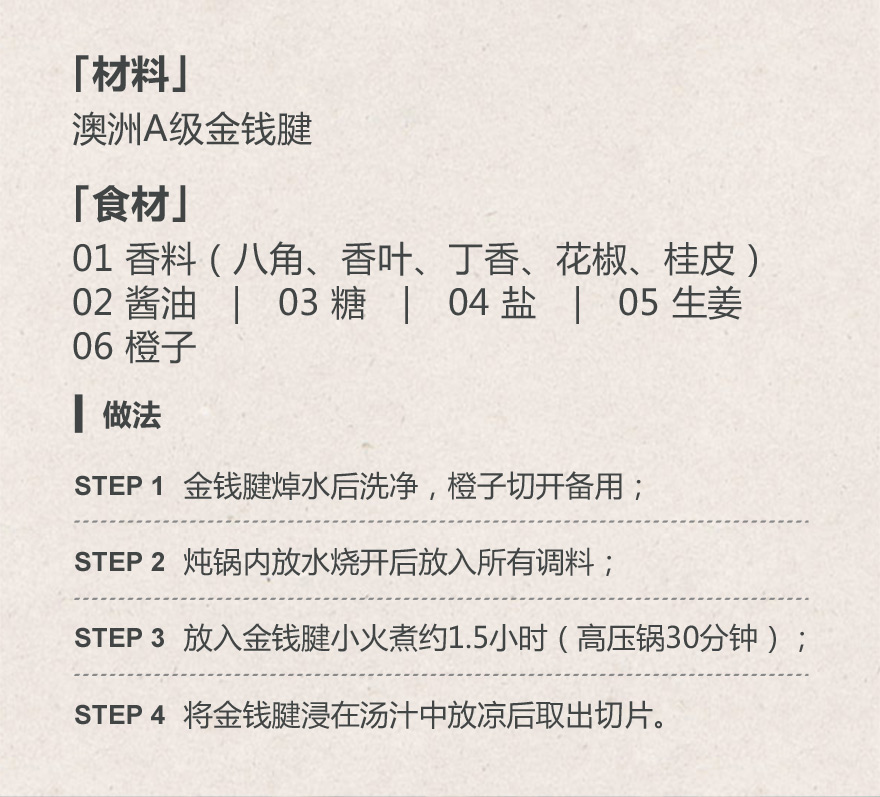 「材料」
澳洲A级金钱腱
「食材」
01 香料（八角、香叶、丁香、花椒、桂皮）
02 酱油 | 03 糖 | 04 盐 | 05 生姜
06 橙子
做法
STEP 1 金钱腱焯水后洗净，橙子切开备用；
STEP 2 炖锅内放水烧开后放入所有调料；
STEP 3 放入金钱腱小火煮约1.5小时（高压锅30分钟）；
STEP 4 将金钱腱浸在汤汁中放凉后取出切片。